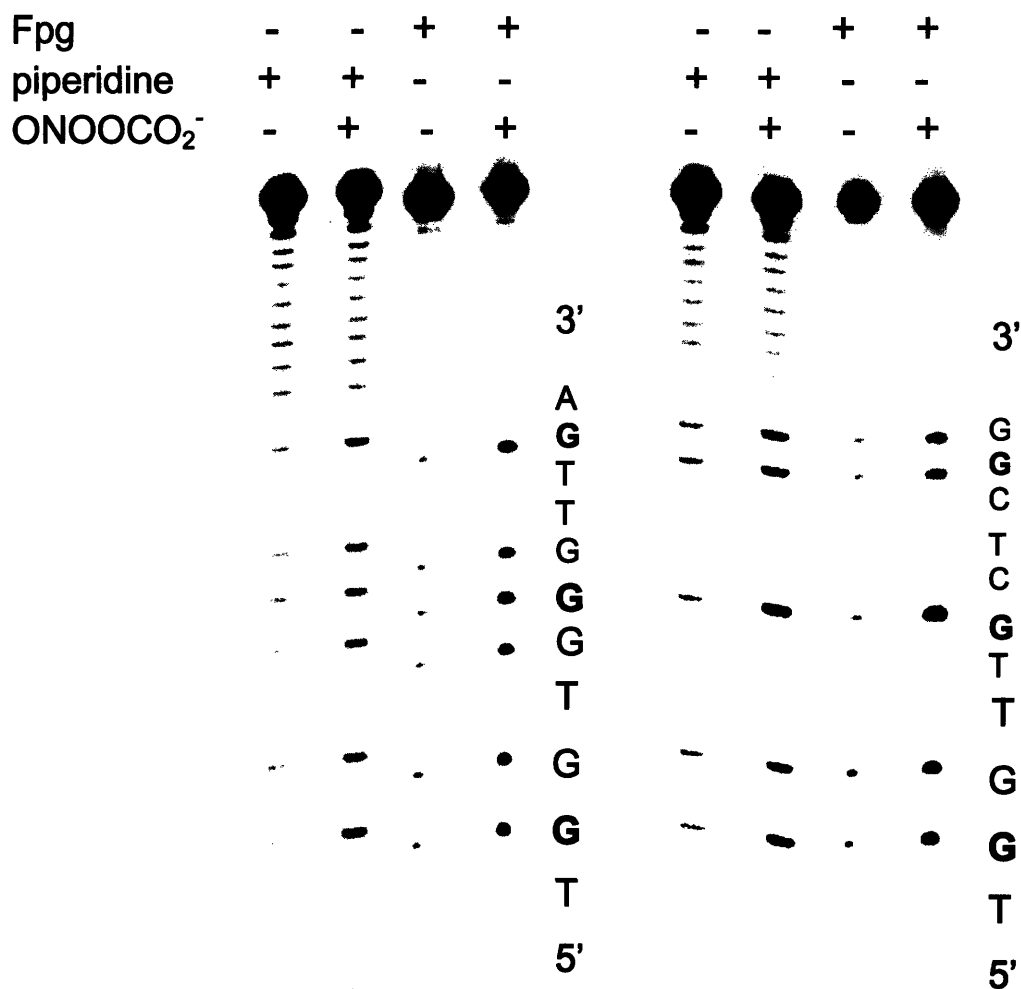 Fpg - - + + - - + +
piperidine + + - - + + - -
ONOOCO₂⁻ - + - + - + - +
3'
A
G
T
T
G
G
G
T
G
G
T
5'
3'
G
G
C
T
C
G
T
T
G
G
T
5'